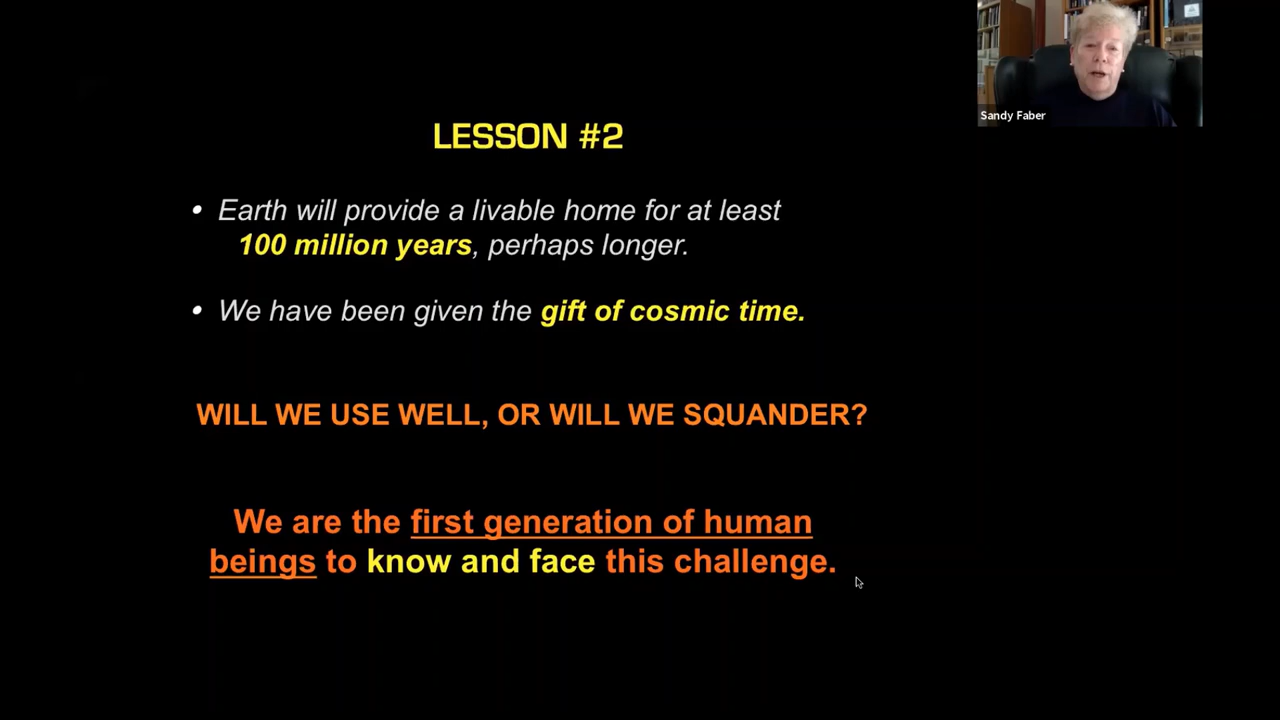 Sandy Faber
LESSON #2
• Earth will provide a livable home for at least
100 million years, perhaps longer.
• We have been given the gift of cosmic time.
WILL WE USE WELL, OR WILL WE SQUANDER?
We are the first generation of human
beings to know and face this challenge.